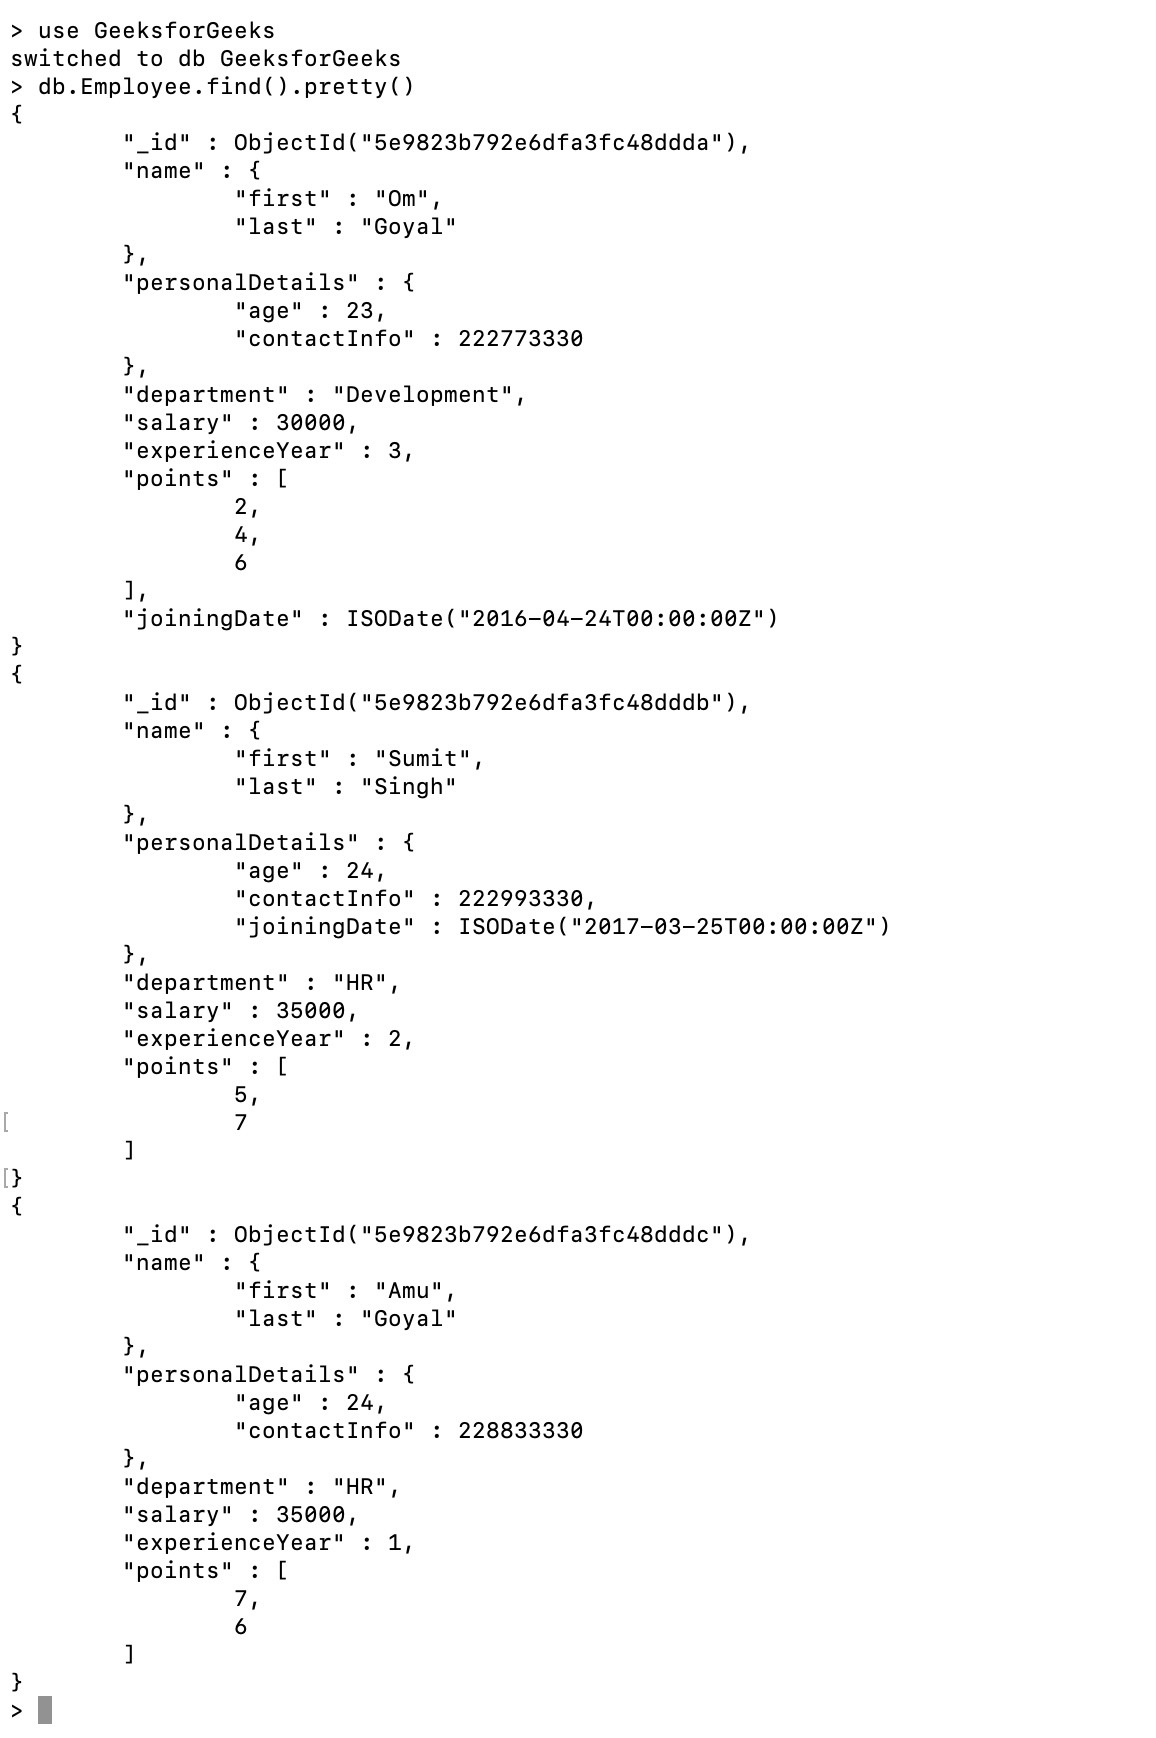 > use GeeksforGeeks
switched to db GeeksforGeeks
> db.Employee.find().pretty()
{
        "_id" : ObjectId("5e9823b792e6dfa3fc48ddda"),
        "name" : {
                "first" : "Om",
                "last" : "Goyal"
        },
        "personalDetails" : {
                "age" : 23,
                "contactInfo" : 222773330
        },
        "department" : "Development",
        "salary" : 30000,
        "experienceYear" : 3,
        "points" : [
                2,
                4,
                6
        ],
        "joiningDate" : ISODate("2016-04-24T00:00:00Z")
}
{
        "_id" : ObjectId("5e9823b792e6dfa3fc48dddb"),
        "name" : {
                "first" : "Sumit",
                "last" : "Singh"
        },
        "personalDetails" : {
                "age" : 24,
                "contactInfo" : 222993330,
                "joiningDate" : ISODate("2017-03-25T00:00:00Z")
        },
        "department" : "HR",
        "salary" : 35000,
        "experienceYear" : 2,
        "points" : [
                5,
[               7
        ]
[}
{
        "_id" : ObjectId("5e9823b792e6dfa3fc48dddc"),
        "name" : {
                "first" : "Amu",
                "last" : "Goyal"
        },
        "personalDetails" : {
                "age" : 24,
                "contactInfo" : 228833330
        },
        "department" : "HR",
        "salary" : 35000,
        "experienceYear" : 1,
        "points" : [
                7,
                6
        ]
}
>